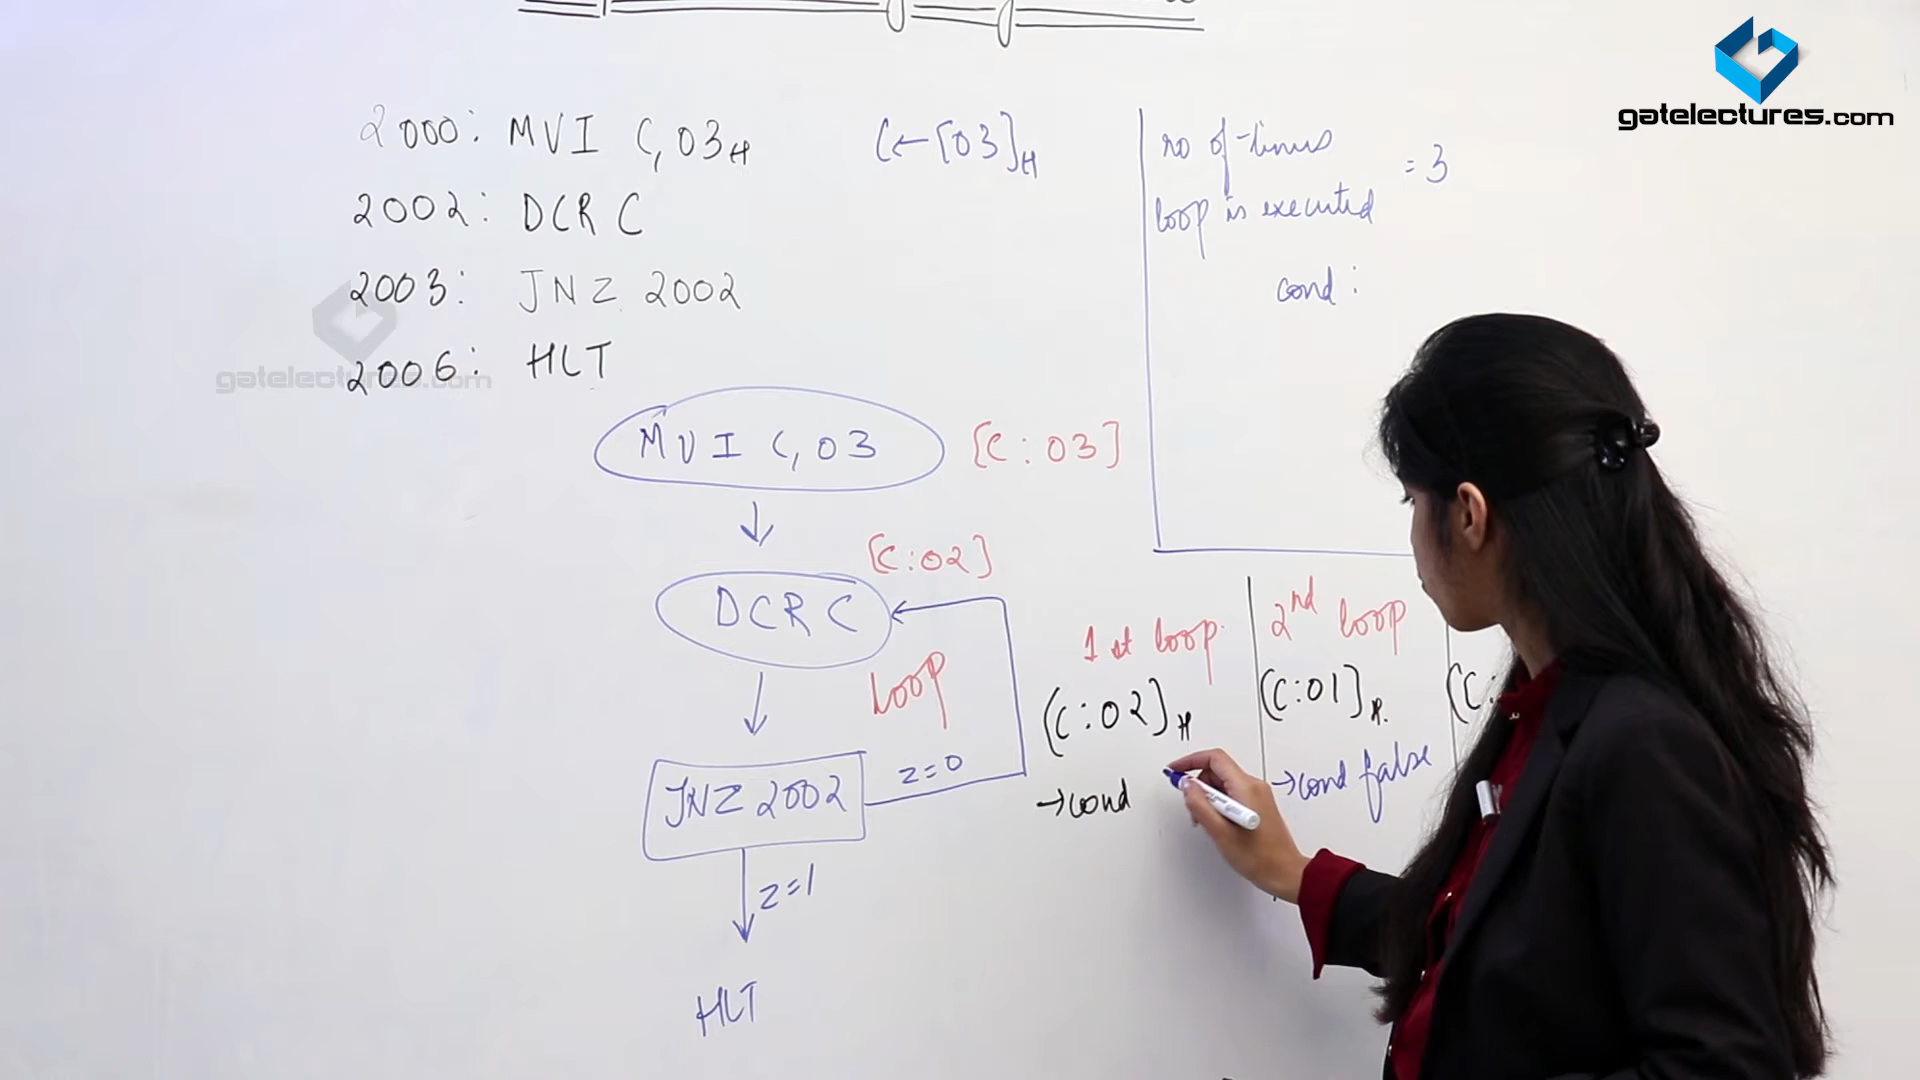 gatelectures.com
2000: MVI C,03H
C←[03]H
2002: DCR C
2003: JNZ 2002
2006: HLT
gatelectures.com
no of times
loop is executed
= 3
cond :
MVI C,03
[C:03]
[C:02]
DCR C
Loop
JNZ 2002
z=0
z=1
HLT
1st loop
[C:02]H
→cond
2nd loop
[C:01]H.
→cond false
[C: